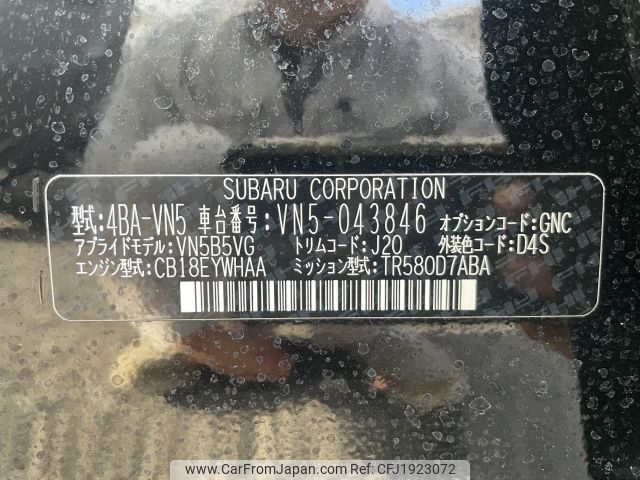 SUBARU CORPORATION
型式:4BA-VN5 車台番号:VN5-043846 オプションコード:GNC
アプライドモデル:VN5B5VG トリムコード:J20 外装色コード:D4S
エンジン型式:CB18EYWHAA ミッション型式:TR580D7ABA
www.CarFromJapan.com | ID:CFJ1923072